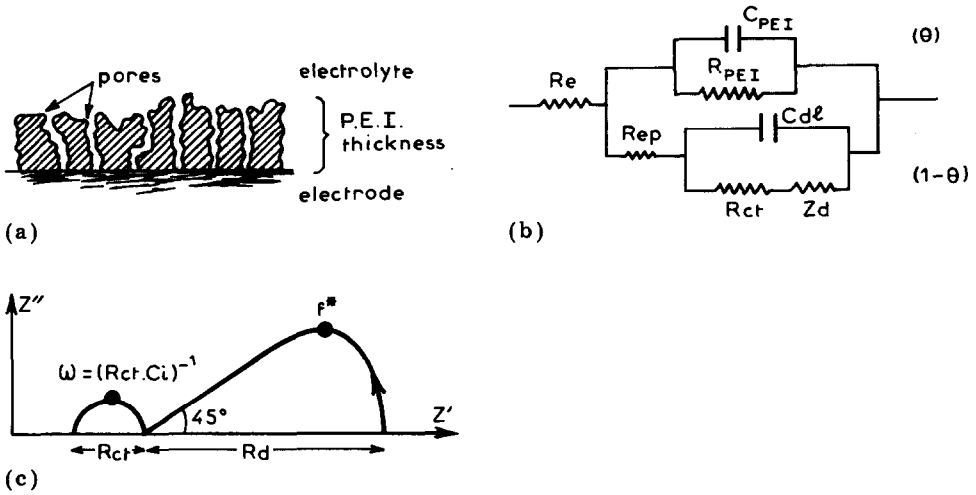 pores
electrolyte
P.E.I.
thickness
electrode
(a)
Re
C_PEI
R_PEI
(θ)
Rep
Cdℓ
Rct
Zd
(1-θ)
(b)
Z"
f*
ω=(Rct.Ci)⁻¹
45°
Z'
Rct
Rd
(c)